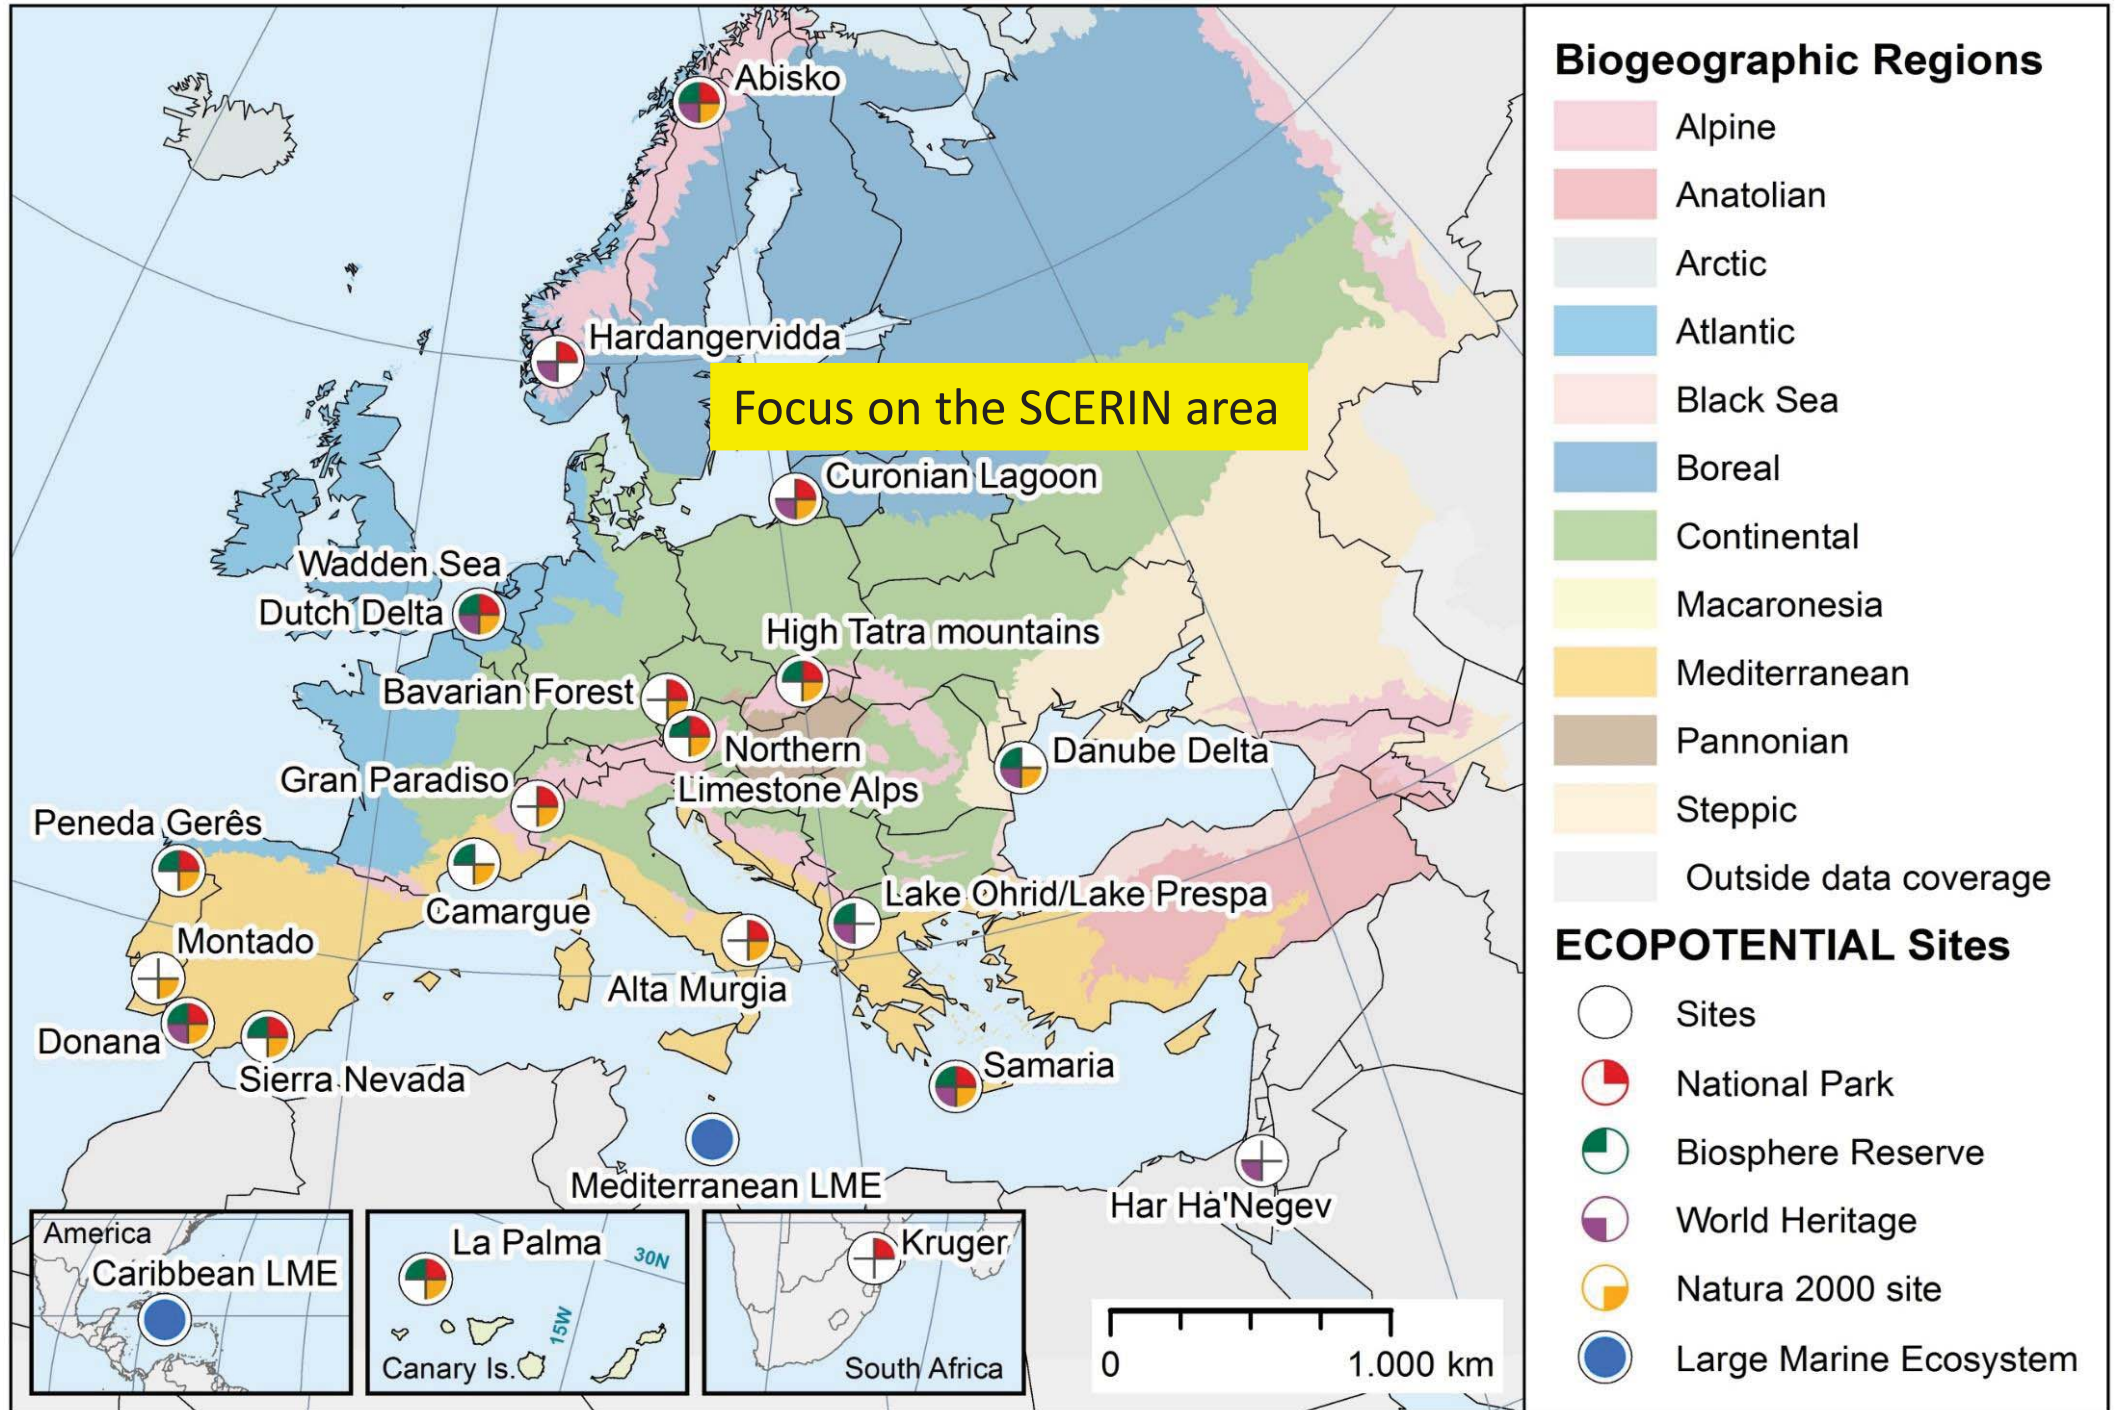 Abisko
Hardangervidda
Focus on the SCERIN area
Curonian Lagoon
Wadden Sea
Dutch Delta
High Tatra mountains
Bavarian Forest
Northern
Limestone Alps
Danube Delta
Gran Paradiso
Peneda Gerês
Camargue
Lake Ohrid/Lake Prespa
Montado
Alta Murgia
Donana
Sierra Nevada
Samaria
Mediterranean LME
Har Ha'Negev
America
Caribbean LME
La Palma
30N
15W
Canary Is.
Kruger
South Africa
0
1.000 km
Biogeographic Regions
Alpine
Anatolian
Arctic
Atlantic
Black Sea
Boreal
Continental
Macaronesia
Mediterranean
Pannonian
Steppic
Outside data coverage
ECOPOTENTIAL Sites
Sites
National Park
Biosphere Reserve
World Heritage
Natura 2000 site
Large Marine Ecosystem